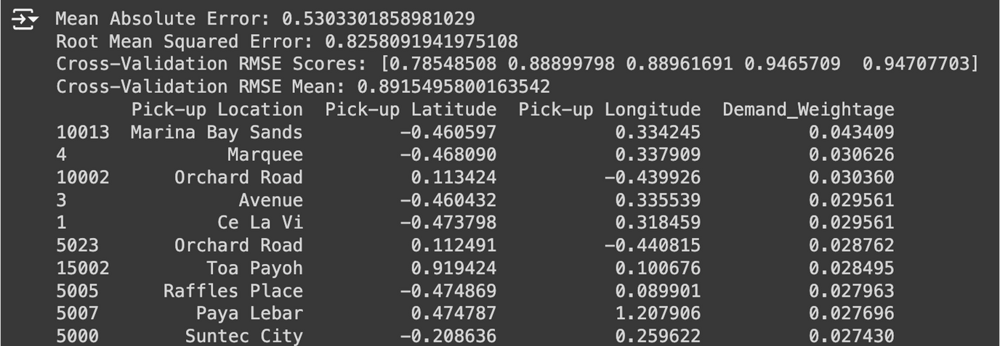 Mean Absolute Error: 0.5303301858981029
Root Mean Squared Error: 0.8258091941975108
Cross-Validation RMSE Scores: [0.78548508 0.88899798 0.88961691 0.9465709  0.94707703]
Cross-Validation RMSE Mean: 0.8915495800163542
Pick-up Location  Pick-up Latitude  Pick-up Longitude  Demand_Weightage
10013  Marina Bay Sands  -0.460597  0.334245  0.043409
4  Marquee  -0.468090  0.337909  0.030626
10002  Orchard Road  0.113424  -0.439926  0.030360
3  Avenue  -0.460432  0.335539  0.029561
1  Ce La Vi  -0.473798  0.318459  0.029561
5023  Orchard Road  0.112491  -0.440815  0.028762
15002  Toa Payoh  0.919424  0.100676  0.028495
5005  Raffles Place  -0.474869  0.089901  0.027963
5007  Paya Lebar  0.474787  1.207906  0.027696
5000  Suntec City  -0.208636  0.259622  0.027430